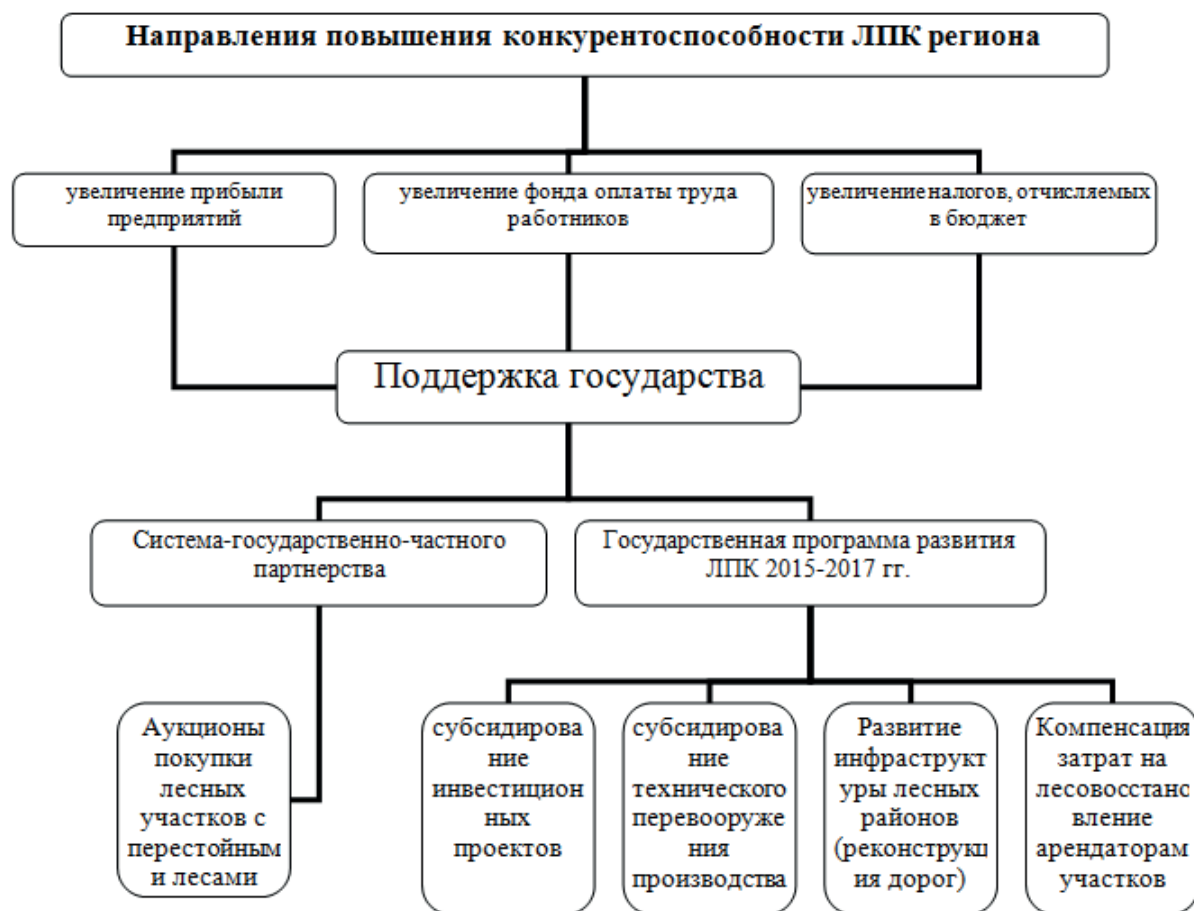 Направления повышения конкурентоспособности ЛПК региона
увеличение прибыли
предприятий
увеличение фонда оплаты труда
работников
увеличение налогов, отчисляемых
в бюджет
Поддержка государства
Система-государственно-частного
партнерства
Государственная программа развития
ЛПК 2015-2017 гг.
Аукционы
покупки
лесных
участков с
перестойным
и лесами
субсидирова
ние
инвестицион
ных
проектов
субсидирова
ние
технического
перевооруже
ния
производства
Развитие
инфраструкт
уры лесных
районов
(реконструкц
ия дорог)
Компенсация
затрат на
лесовосстано
вление
арендаторам
участков